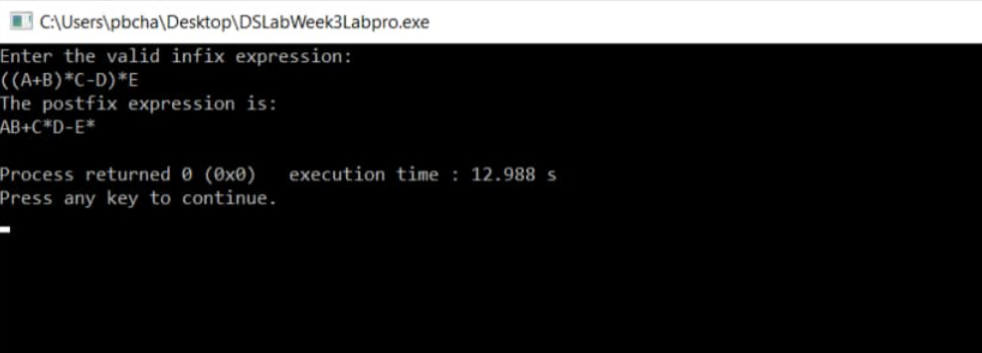 C:\Users\pbcha\Desktop\DSLabWeek3Labpro.exe
Enter the valid infix expression:
((A+B)*C-D)*E
The postfix expression is:
AB+C*D-E*
Process returned 0 (0x0)   execution time : 12.988 s
Press any key to continue.